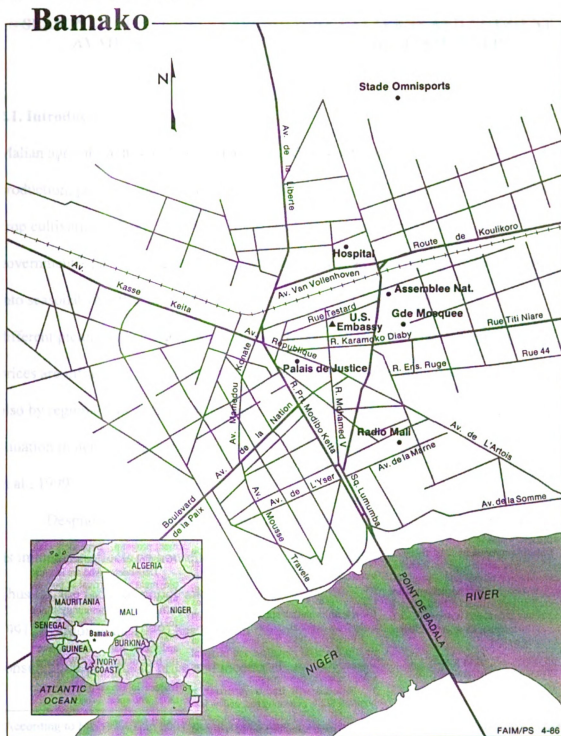 Bamako
N
Stade Omnisports
Av. de la Liberte
Hospital
Route de Koulikoro
Av. Van Vollenhoven
Assemblee Nat.
Av. Kasse Keita
Rue Testard
U.S. Embassy
Gde Mosquee
Rue Titi Niare
R. Karamoko Diaby
Av. Republique
Rue 44
R. Ens. Ruge
Palais de Justice
Av. Mamadou Konate
R. Prt. Modibo Keita
R. Mohamed V
Radio Mali
Av. de L'Artois
Av. de la Nation
Av. de la Marne
Av. de L'Yser
Sq. Lumumba
Av. de la Somme
Boulevard de la Paix
Av. Mousse Travele
POINT DE BADALA
NIGER RIVER
ALGERIA
MAURITANIA
MALI
NIGER
SENEGAL
Bamako
GUINEA
BURKINA
IVORY
COAST
ATLANTIC
OCEAN
FAIM/PS 4-86